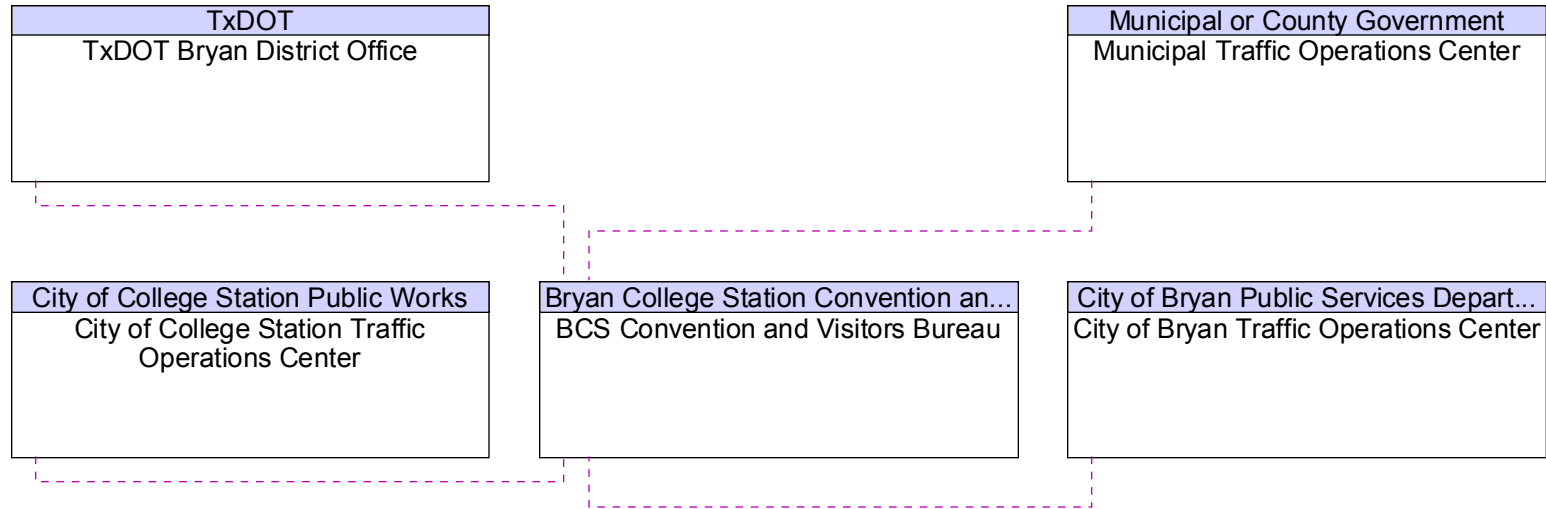 TxDOT
TxDOT Bryan District Office
Municipal or County Government
Municipal Traffic Operations Center
City of College Station Public Works
City of College Station Traffic
Operations Center
Bryan College Station Convention an...
BCS Convention and Visitors Bureau
City of Bryan Public Services Depart...
City of Bryan Traffic Operations Center